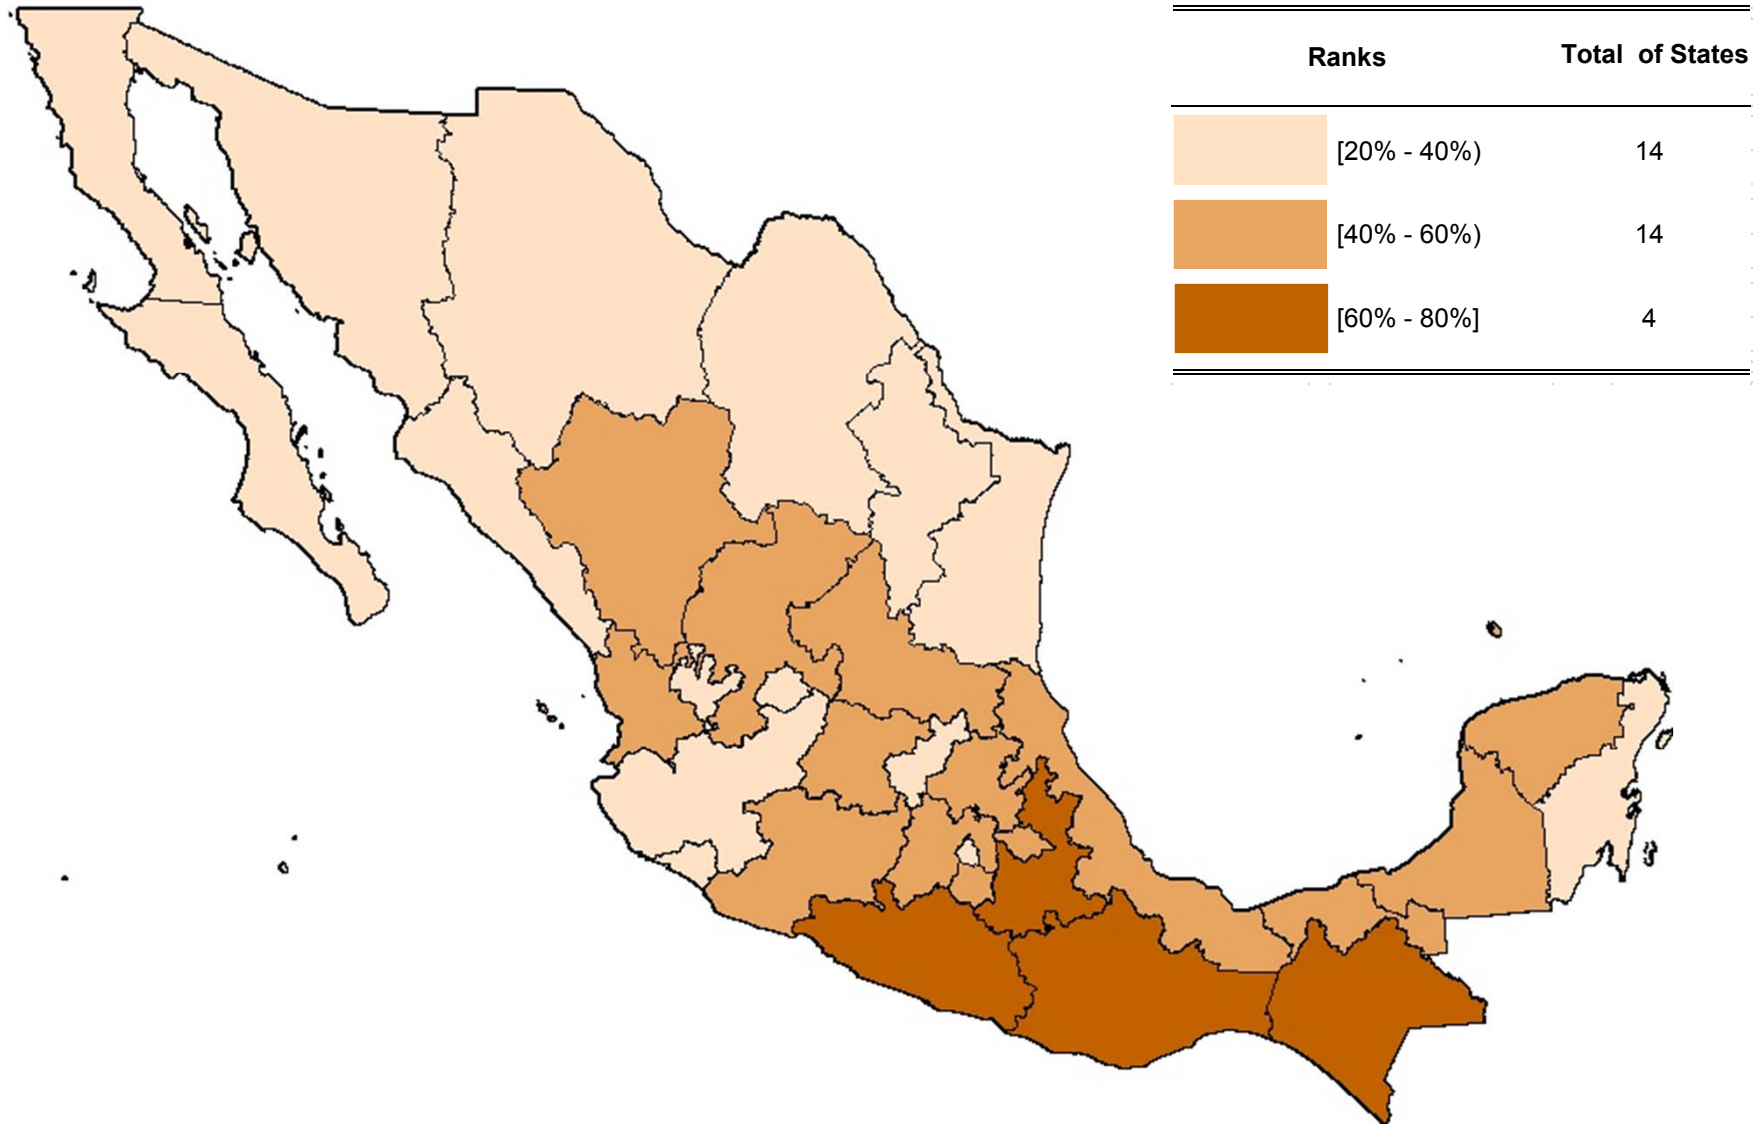 Ranks Total of States
[20% - 40%) 14
[40% - 60%) 14
[60% - 80%] 4